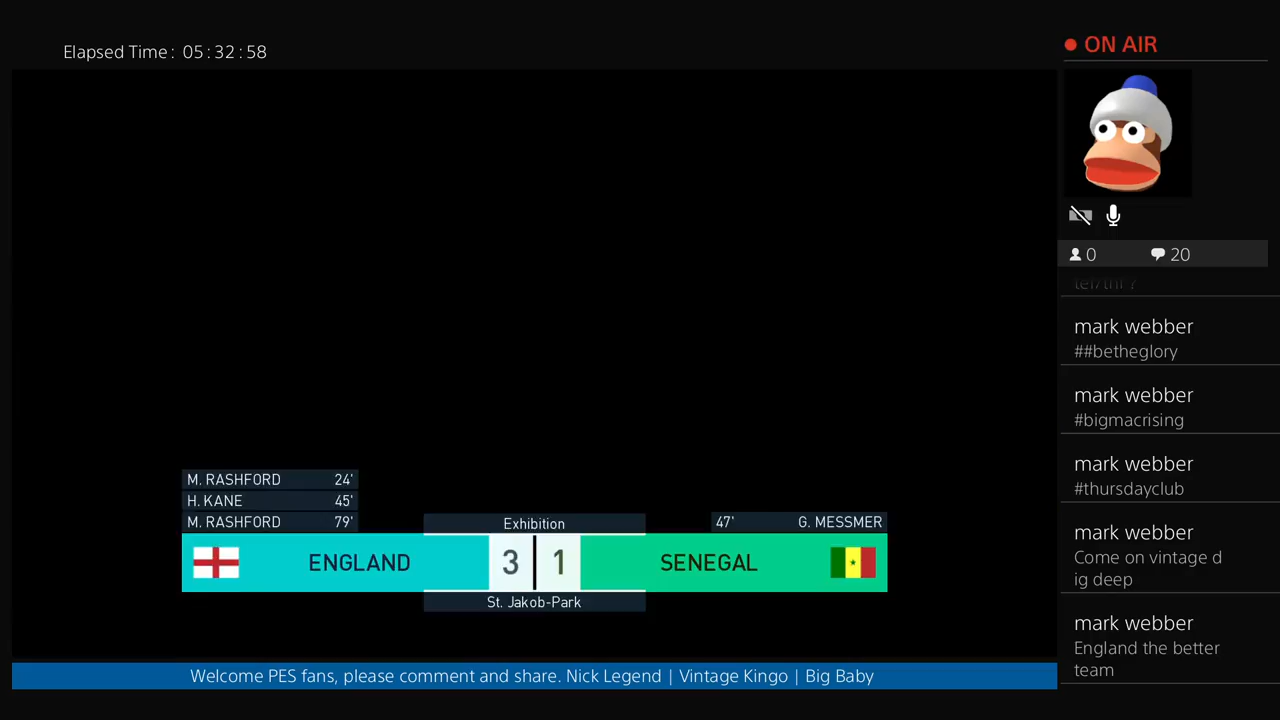 Elapsed Time: 05:32:58
ON AIR
0
20
mark webber
##betheglory
mark webber
#bigmacrising
mark webber
#thursdayclub
mark webber
Come on vintage d
ig deep
mark webber
England the better
team
M. RASHFORD 24'
H. KANE 45'
M. RASHFORD 79'
Exhibition
47' G. MESSMER
ENGLAND 3 1 SENEGAL
St. Jakob-Park
Welcome PES fans, please comment and share. Nick Legend | Vintage Kingo | Big Baby